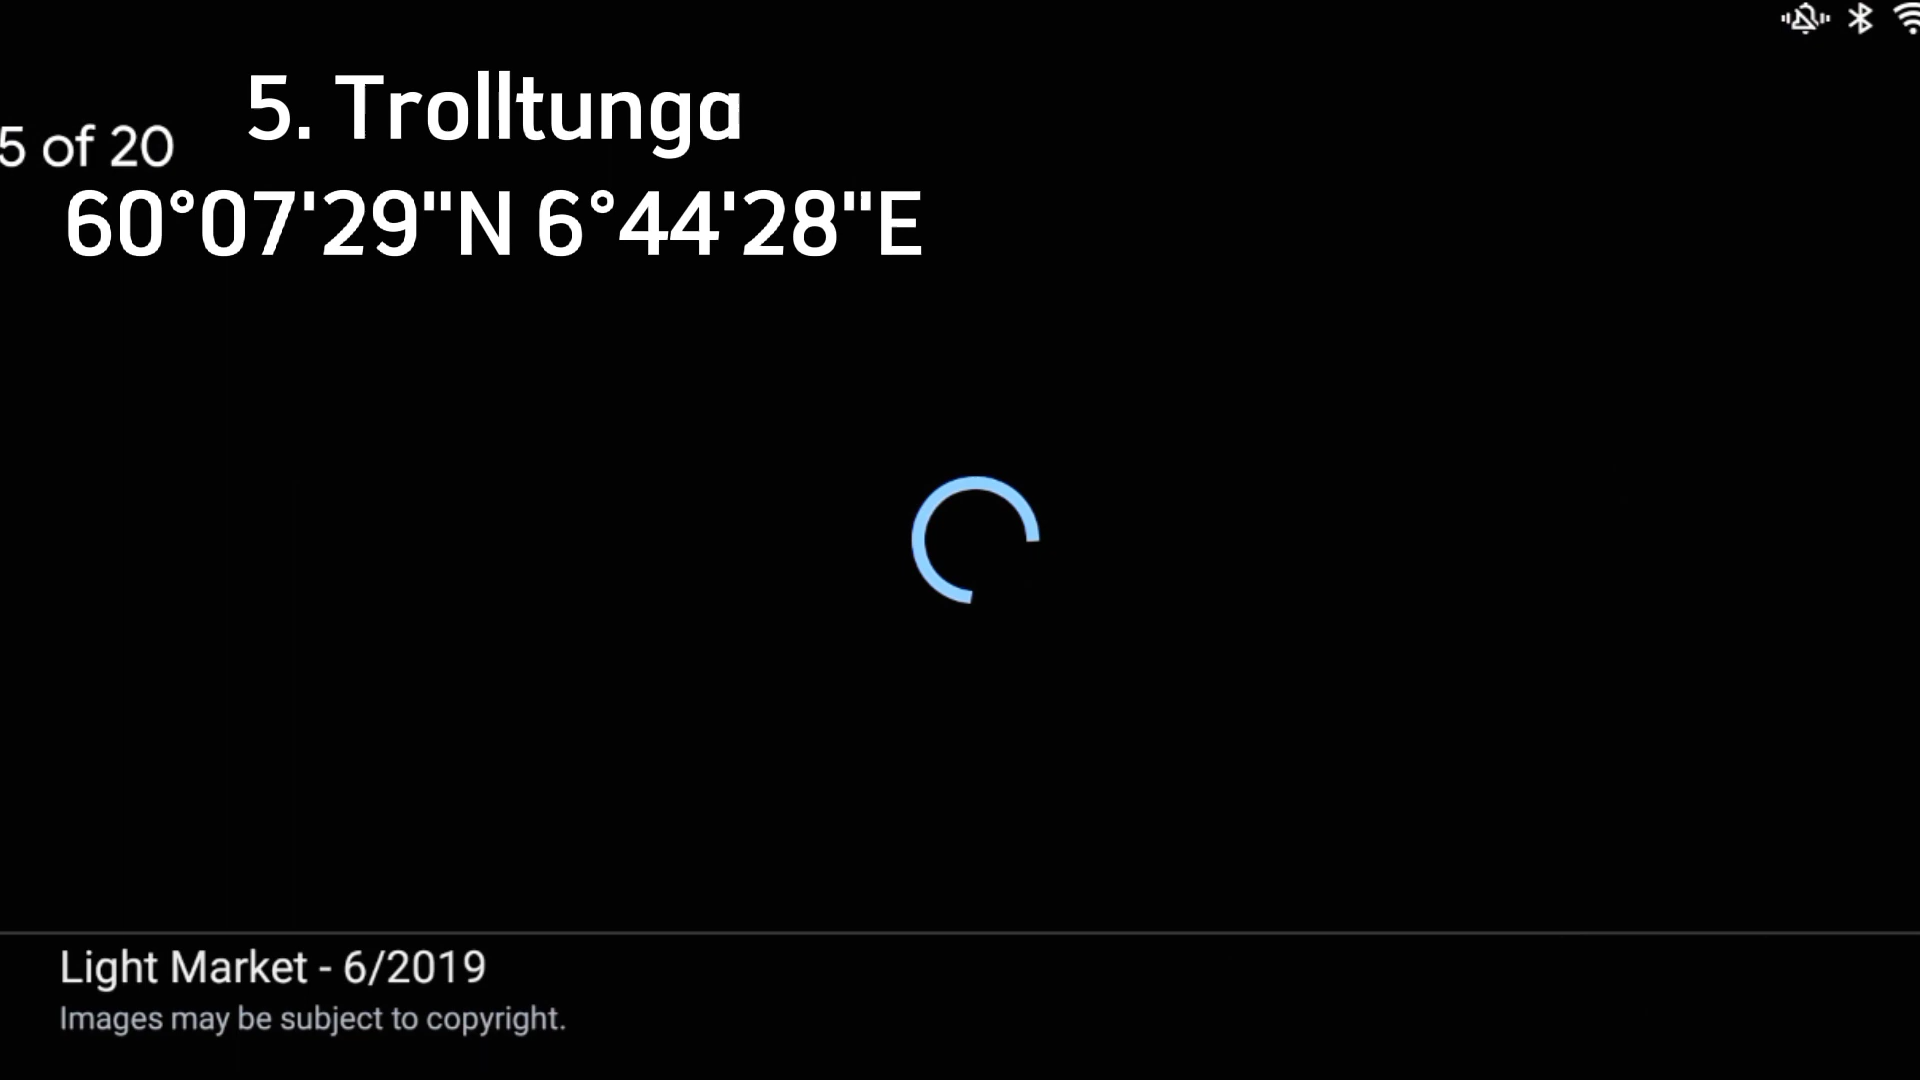 5. Trolltunga
5 of 20
60°07'29"N 6°44'28"E
Light Market - 6/2019
Images may be subject to copyright.